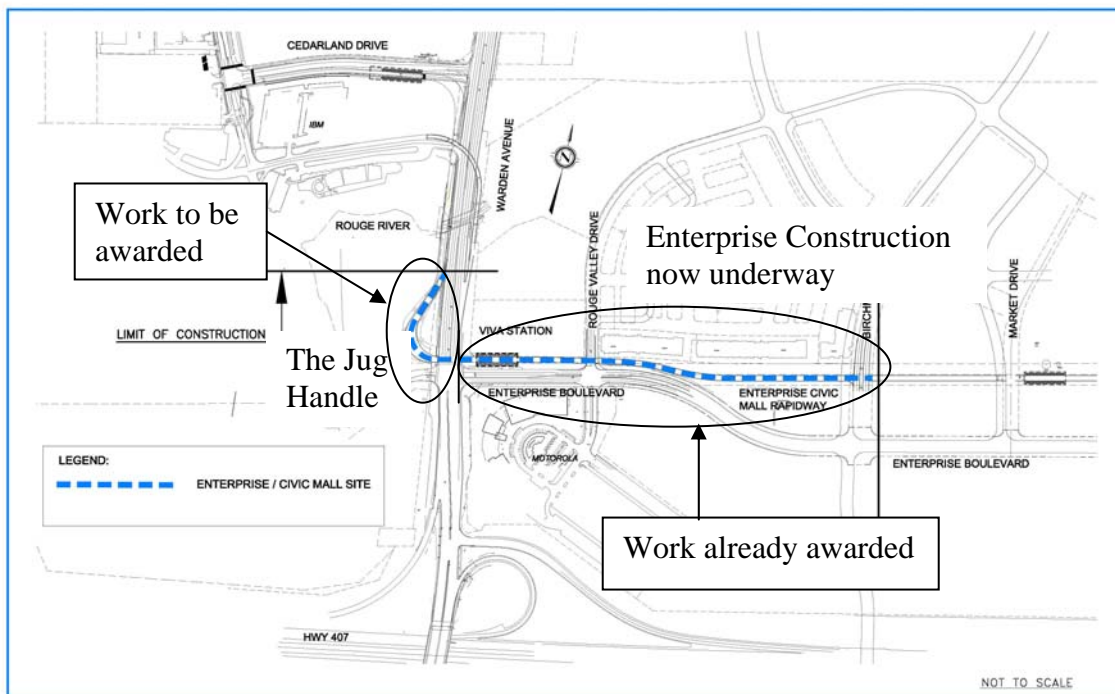 CEDARLAND DRIVE
IBM
WARDEN AVENUE
Work to be
awarded
ROUGE RIVER
ROUGE VALLEY DRIVE
Enterprise Construction
now underway
MARKET DRIVE
LIMIT OF CONSTRUCTION
The Jug
Handle
VIVA STATION
ENTERPRISE BOULEVARD
ENTERPRISE CIVIC
MALL RAPIDWAY
MOTOROLA
ENTERPRISE BOULEVARD
LEGEND:
ENTERPRISE / CIVIC MALL SITE
Work already awarded
HWY 407
NOT TO SCALE